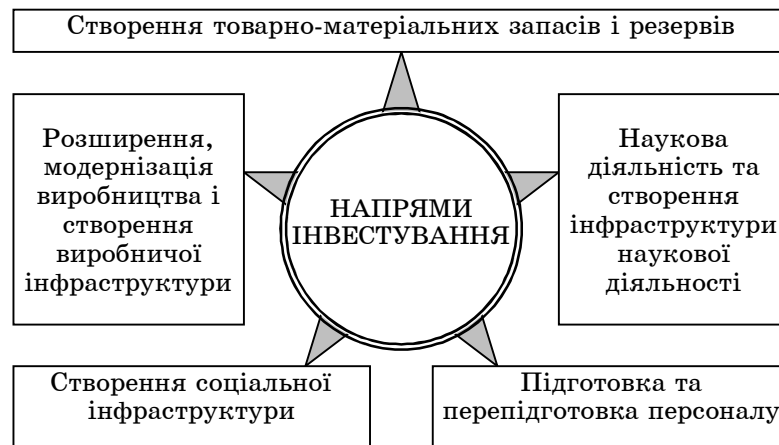 Створення товарно-матеріальних запасів і резервів
Розширення,
модернізація
виробництва і
створення
виробничої
інфраструктури
НАПРЯМИ
ІНВЕСТУВАННЯ
Наукова
діяльність та
створення
інфраструктури
наукової
діяльності
Створення соціальної
інфраструктури
Підготовка та
перепідготовка персоналу